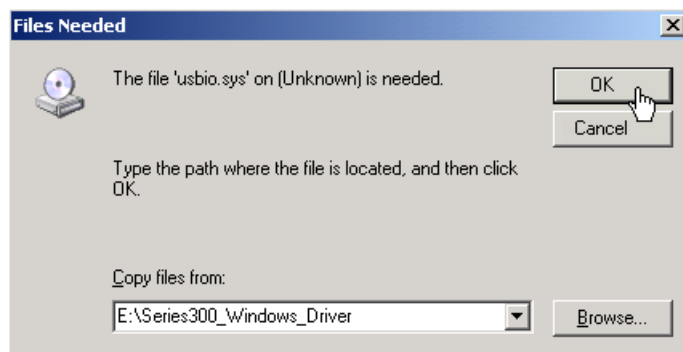 Files Needed
The file 'usbio.sys' on (Unknown) is needed.
OK
Cancel
Type the path where the file is located, and then click
OK.
Copy files from:
E:\Series300_Windows_Driver
Browse...